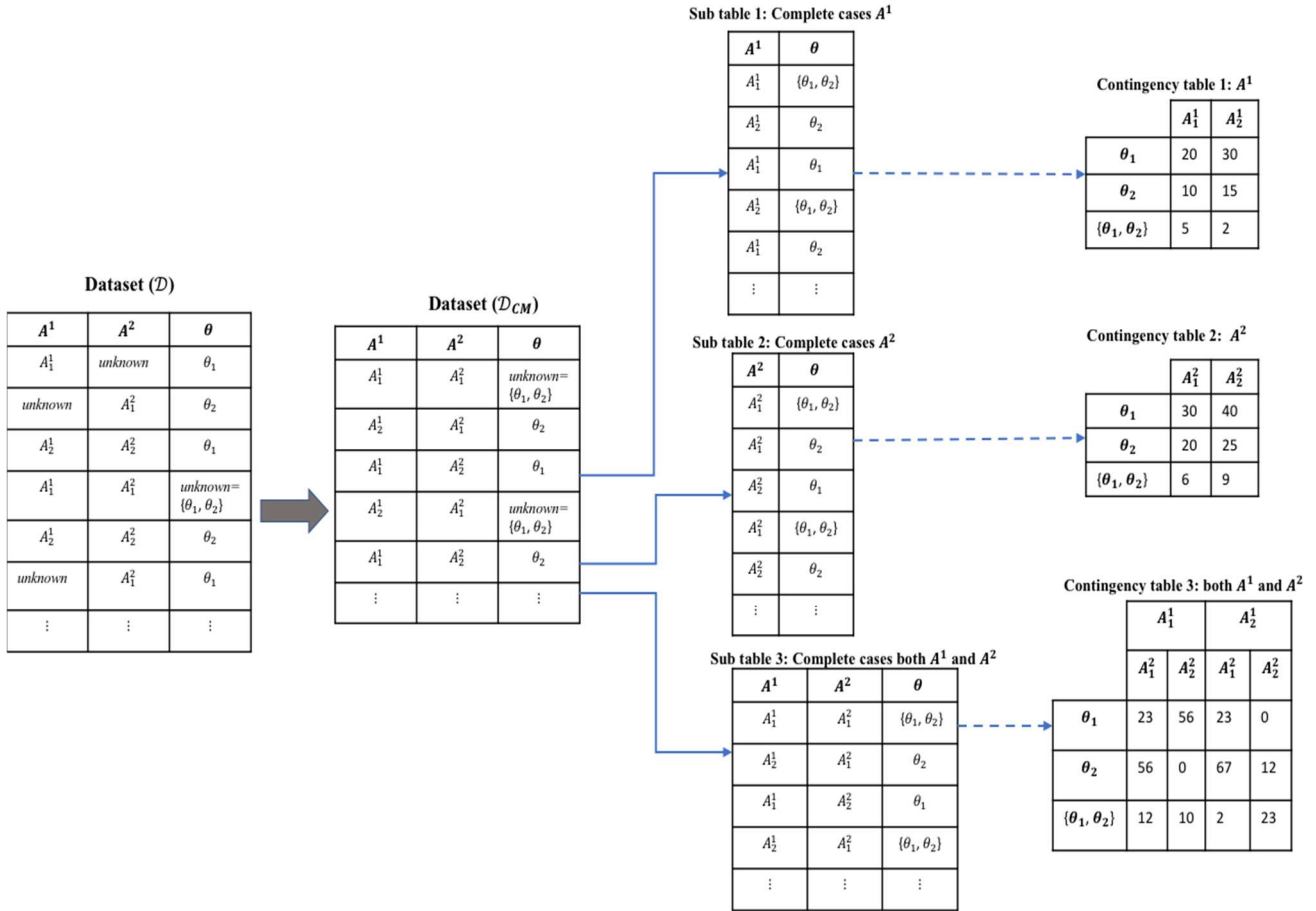 Dataset (𝒟)
A¹ A² θ
A₁¹ unknown θ₁
unknown A₁² θ₂
A₂¹ A₂² θ₁
A₁¹ A₁² unknown=
{θ₁, θ₂}
A₂¹ A₂² θ₂
unknown A₁² θ₁
⋮ ⋮ ⋮
Dataset (𝒟_CM)
A¹ A² θ
A₁¹ A₁² unknown=
{θ₁, θ₂}
A₂¹ A₁² θ₂
A₁¹ A₂² θ₁
A₂¹ A₁² unknown=
{θ₁, θ₂}
A₁¹ A₂² θ₂
⋮ ⋮ ⋮
Sub table 1: Complete cases A¹
A¹ θ
A₁¹ {θ₁, θ₂}
A₂¹ θ₂
A₁¹ θ₁
A₂¹ {θ₁, θ₂}
A₁¹ θ₂
⋮ ⋮
Sub table 2: Complete cases A²
A² θ
A₁² {θ₁, θ₂}
A₁² θ₂
A₂² θ₁
A₁² {θ₁, θ₂}
A₂² θ₂
⋮ ⋮
Sub table 3: Complete cases both A¹ and A²
A¹ A² θ
A₁¹ A₁² {θ₁, θ₂}
A₂¹ A₁² θ₂
A₁¹ A₂² θ₁
A₂¹ A₁² {θ₁, θ₂}
⋮ ⋮ ⋮
Contingency table 1: A¹
A₁¹ A₂¹
θ₁ 20 30
θ₂ 10 15
{θ₁, θ₂} 5 2
Contingency table 2: A²
A₁² A₂²
θ₁ 30 40
θ₂ 20 25
{θ₁, θ₂} 6 9
Contingency table 3: both A¹ and A²
A₁¹ A₂¹
A₁² A₂² A₁² A₂²
θ₁ 23 56 23 0
θ₂ 56 0 67 12
{θ₁, θ₂} 12 10 2 23